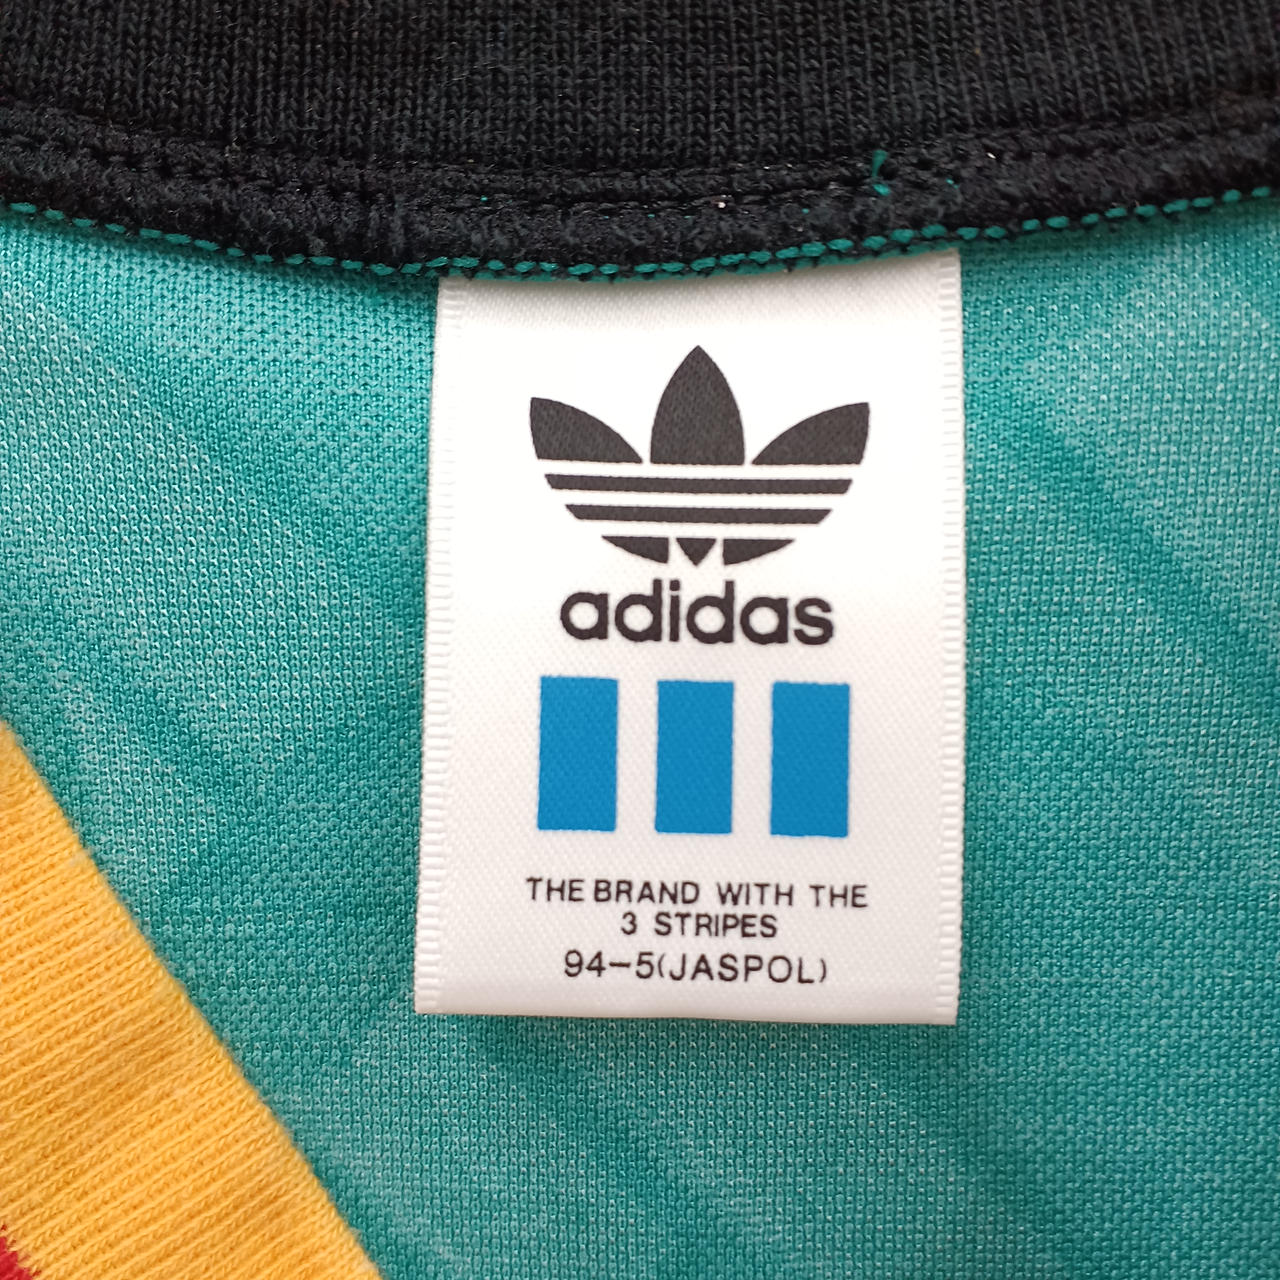 adidas
THE BRAND WITH THE
3 STRIPES
94-5(JASPOL)